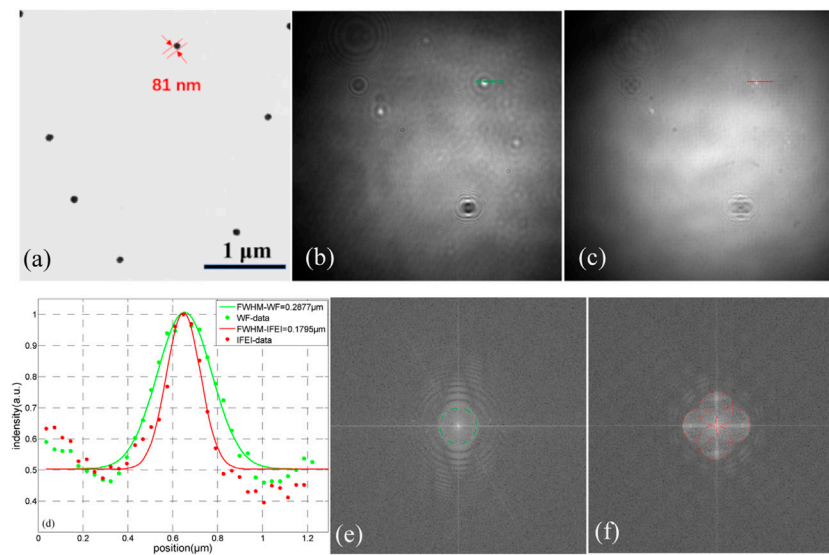 81 nm
(a)
1 μm
(b)
(c)
FWHM-WF=0.2877μm
WF-data
FWHM-IFEI=0.1795μm
IFEI-data
1
0.9
0.8
0.7
0.6
0.5
0.4
indensity(a.u.)
0
0.2
0.4
0.6
0.8
1
1.2
position(μm)
(d)
(e)
(f)